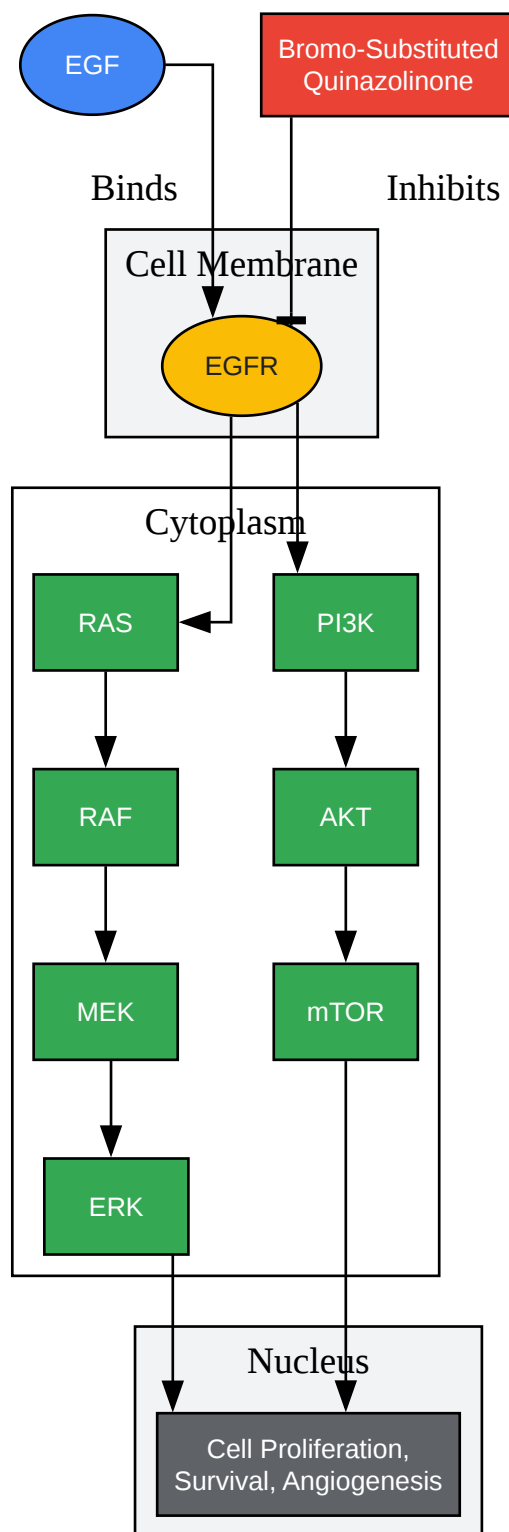 EGF
Bromo-Substituted
Quinazolinone
Binds
Inhibits
Cell Membrane
EGFR
Cytoplasm
RAS
PI3K
RAF
AKT
MEK
mTOR
ERK
Nucleus
Cell Proliferation,
Survival, Angiogenesis